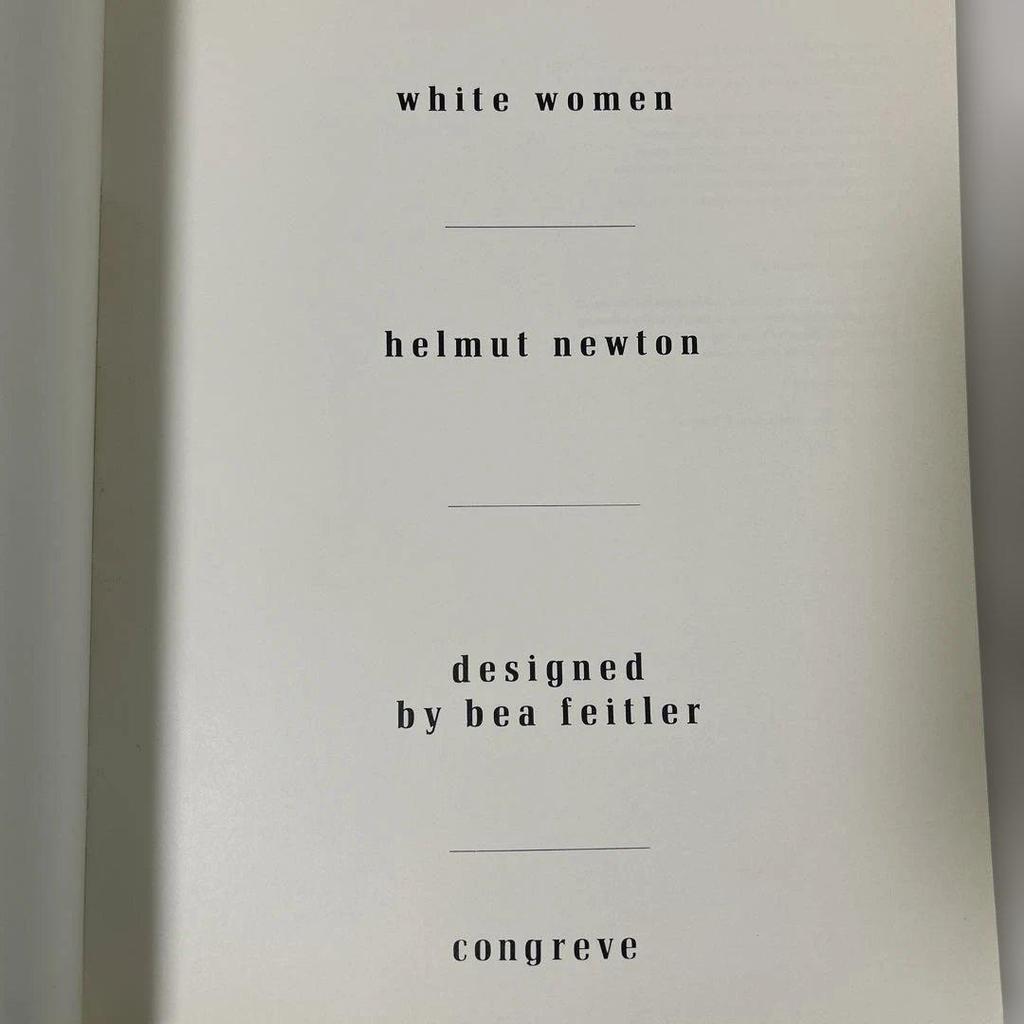 white women
helmut newton
designed
by bea feitler
congreve